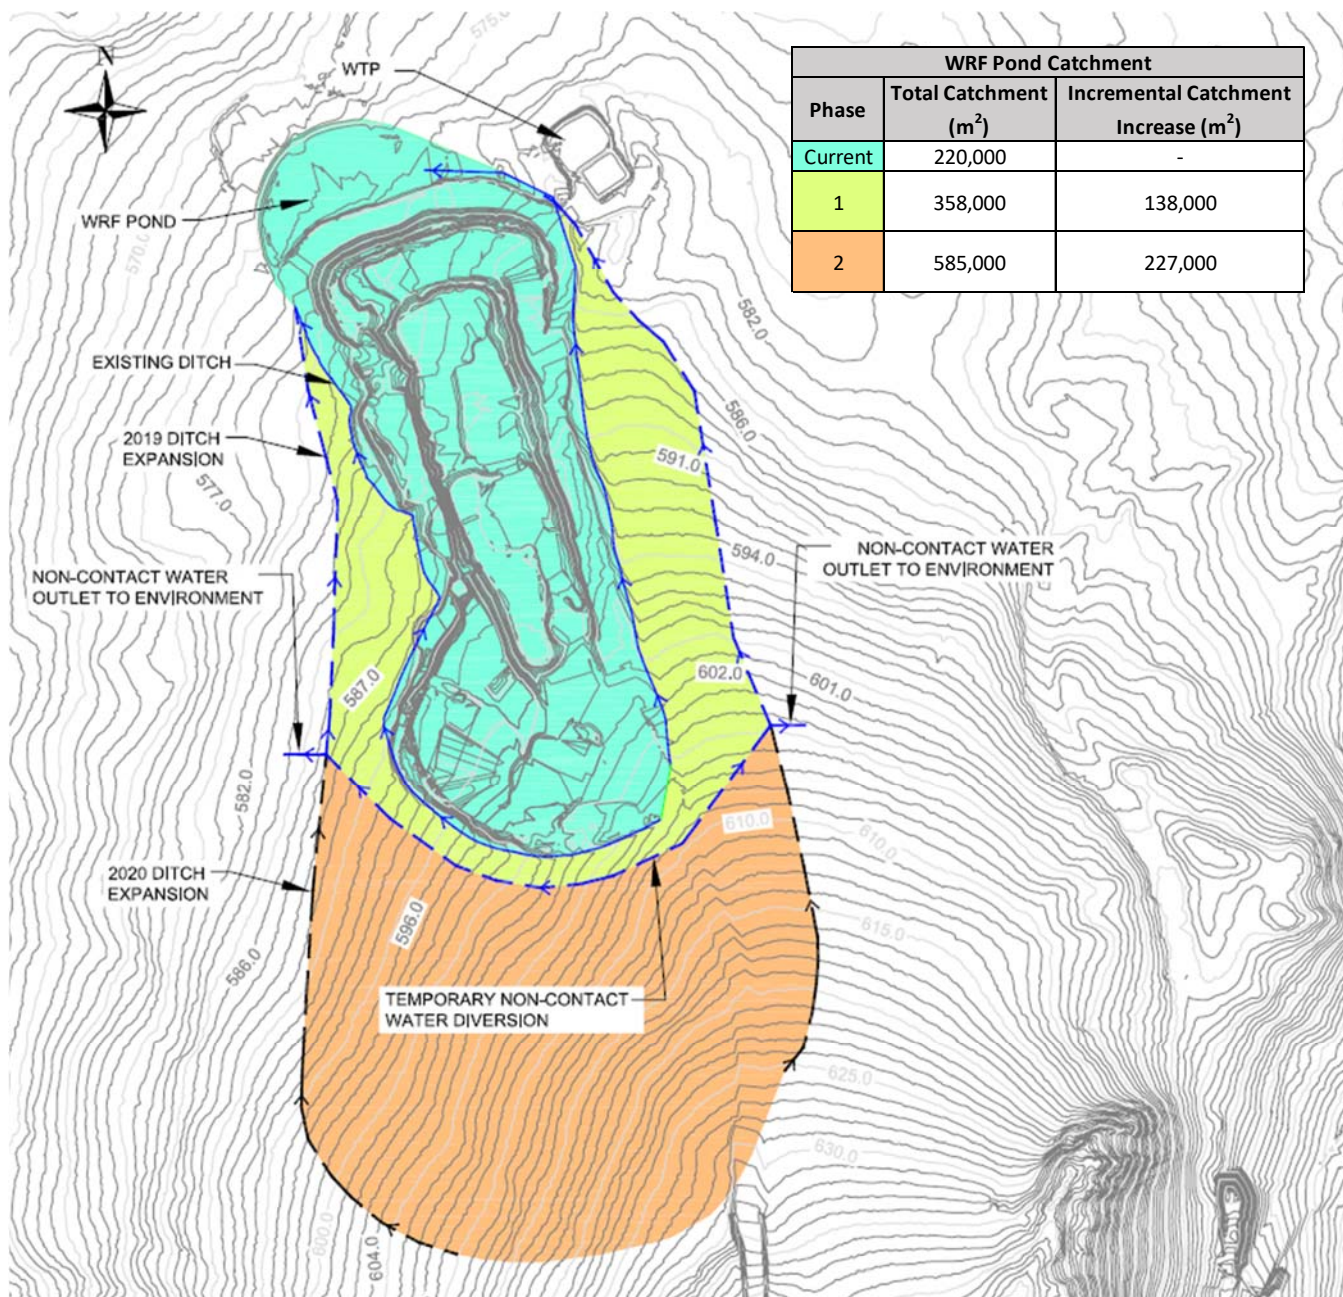 575.0
N
WTP
WRF Pond Catchment
Phase
Total Catchment
(m²)
Incremental Catchment
Increase (m²)
Current
220,000
-
1
358,000
138,000
2
585,000
227,000
WRF POND
570.0
582.0
EXISTING DITCH
586.0
2019 DITCH
EXPANSION
591.0
577.0
594.0
NON-CONTACT WATER
OUTLET TO ENVIRONMENT
NON-CONTACT WATER
OUTLET TO ENVIRONMENT
587.0
602.0
601.0
582.0
610.0
610.0
2020 DITCH
EXPANSION
596.0
615.0
586.0
TEMPORARY NON-CONTACT
WATER DIVERSION
625.0
630.0
600.0
604.0